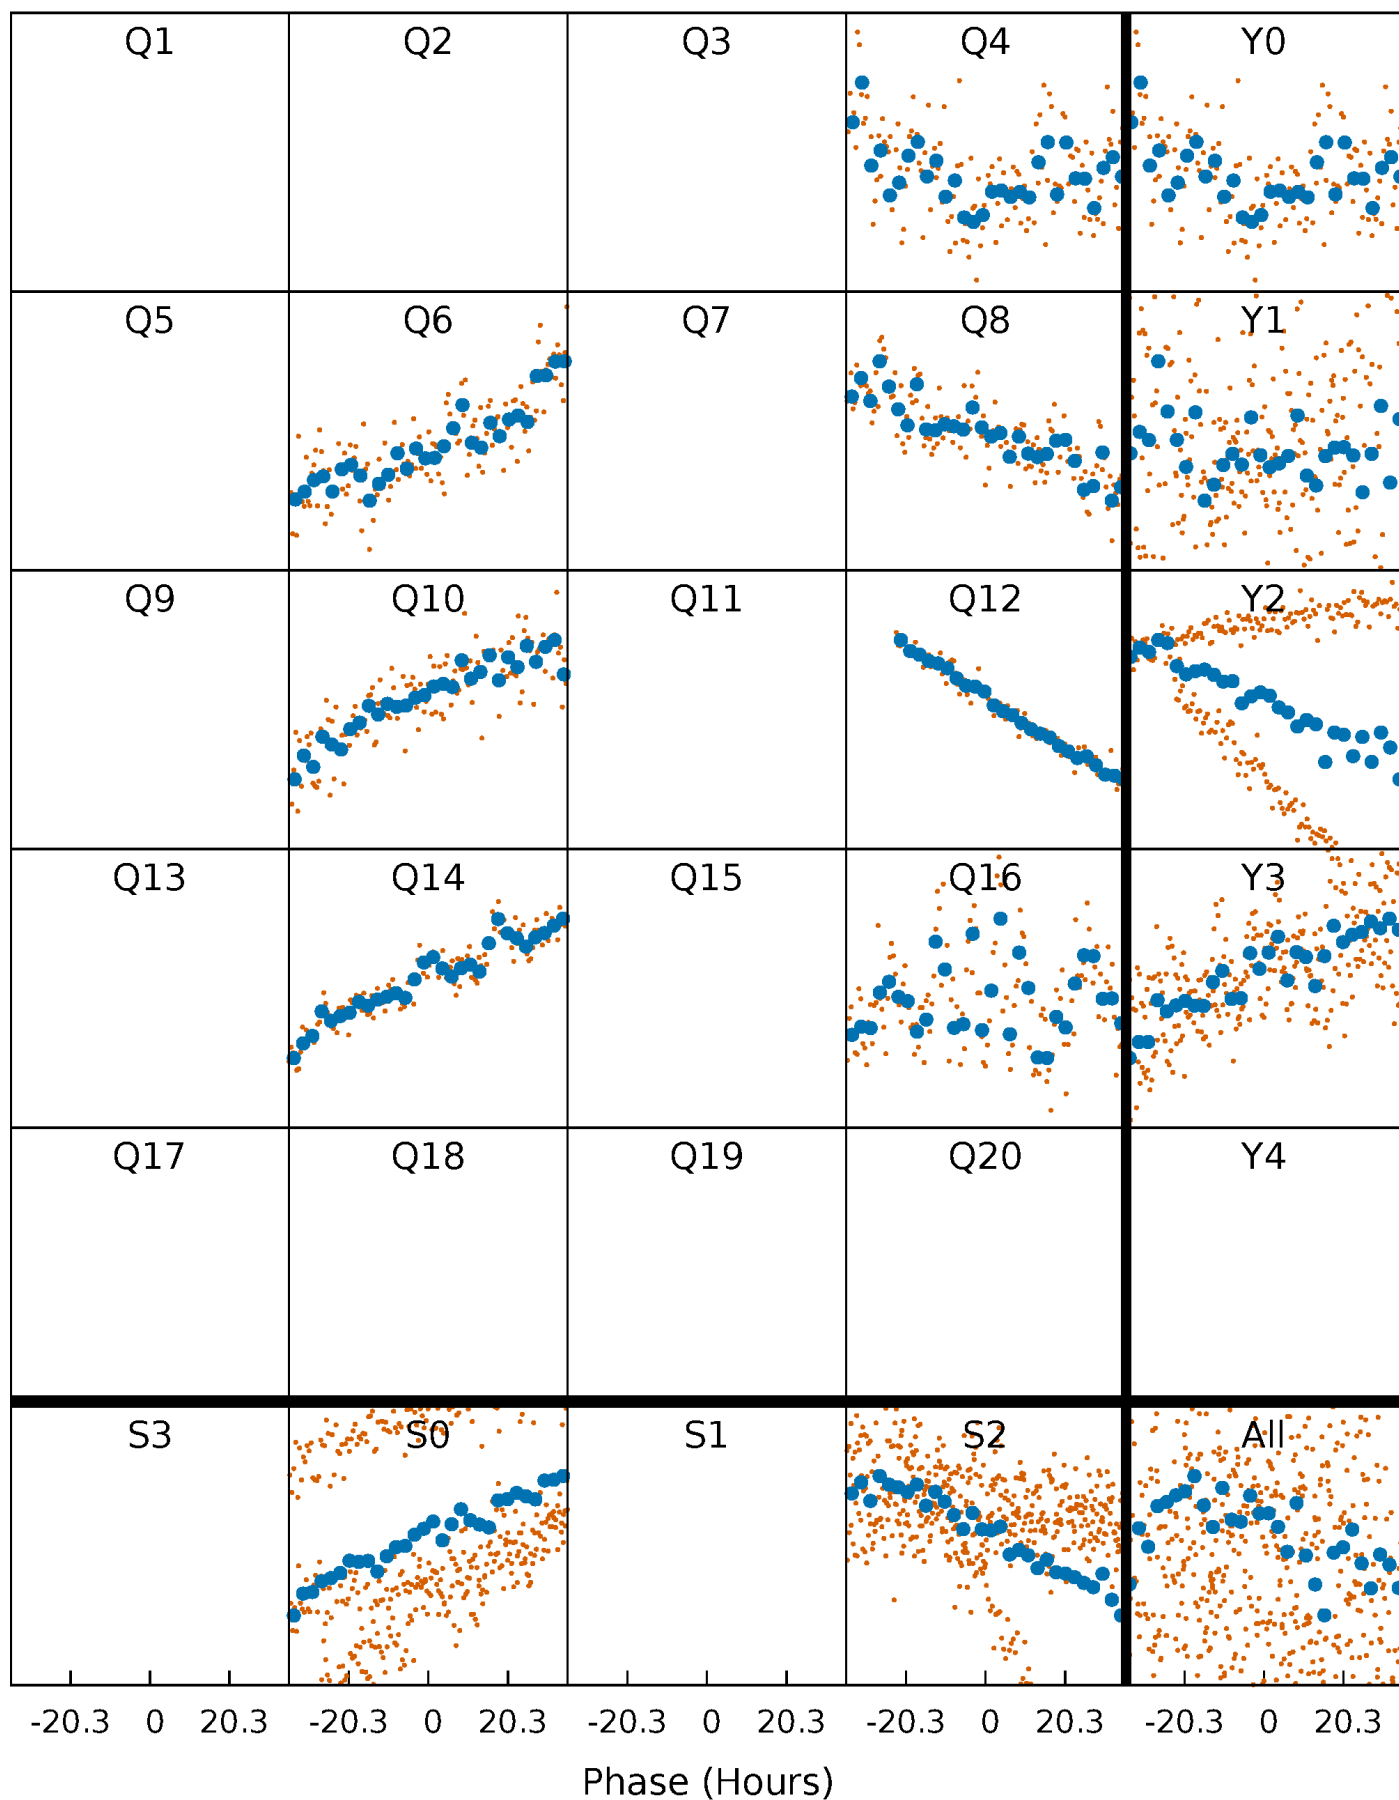 Q1 Q2 Q3 Q4 Y0
Q5 Q6 Q7 Q8 Y1
Q9 Q10 Q11 Q12 Y2
Q13 Q14 Q15 Q16 Y3
Q17 Q18 Q19 Q20 Y4
S3 S0 S1 S2 All
-20.3 0 20.3 -20.3 0 20.3 -20.3 0 20.3 -20.3 0 20.3 -20.3 0 20.3
Phase (Hours)